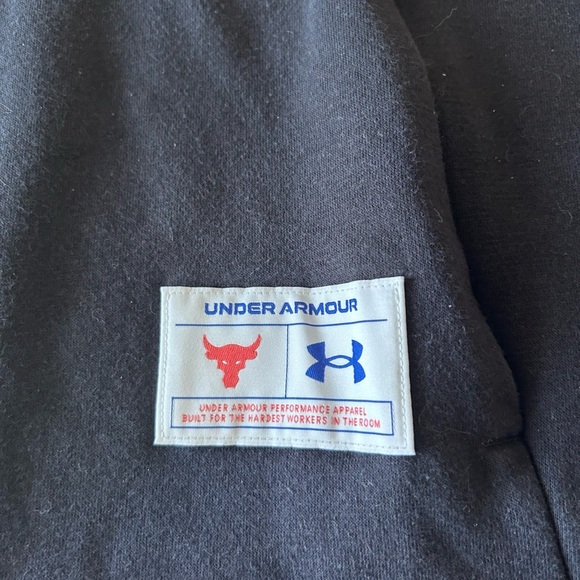 UNDER ARMOUR
UNDER ARMOUR PERFORMANCE APPAREL
BUILT FOR THE HARDEST WORKERS IN THE ROOM